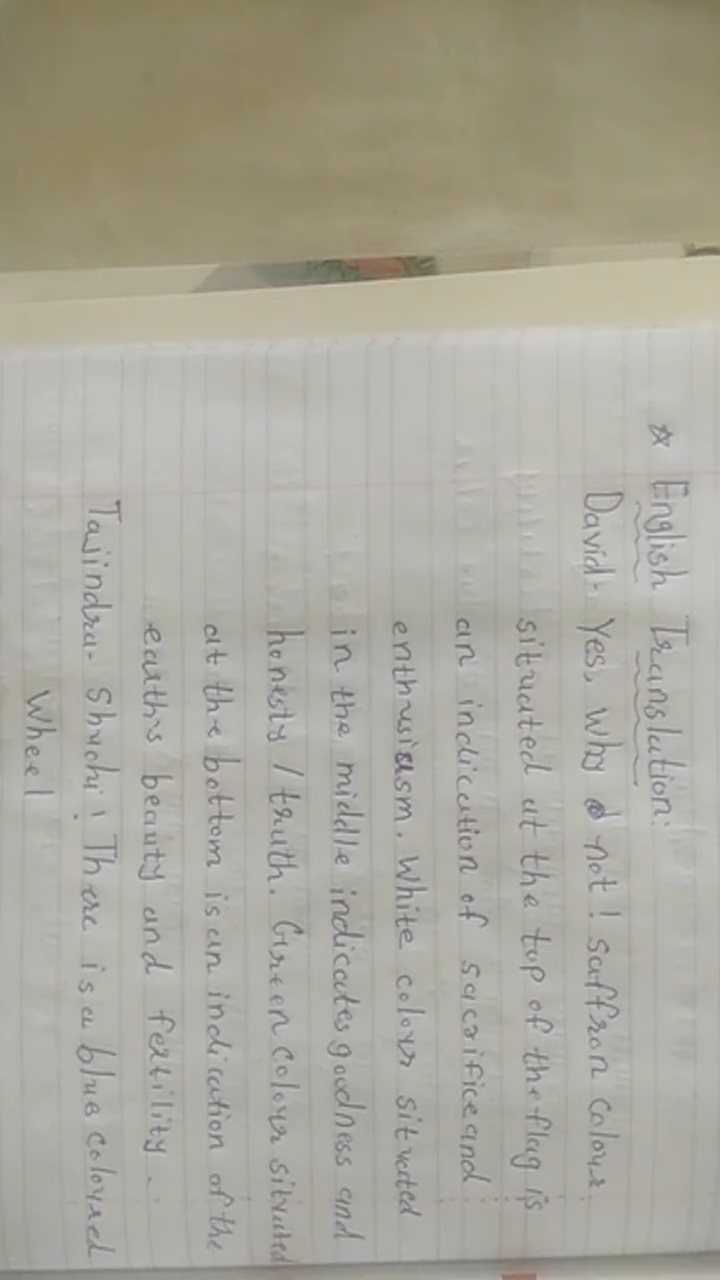 ☆ English Translation:
David- Yes, Why not! Saffron colour
situated at the top of the flag is
an indication of sacrifice and
enthusiasm. White colour situated
in the middle indicates goodness and
honesty / truth. Green colour situated
at the bottom is an indication of the
earth's beauty and fertility.
Tajindra- Shuchi! There is a blue coloured
Wheel